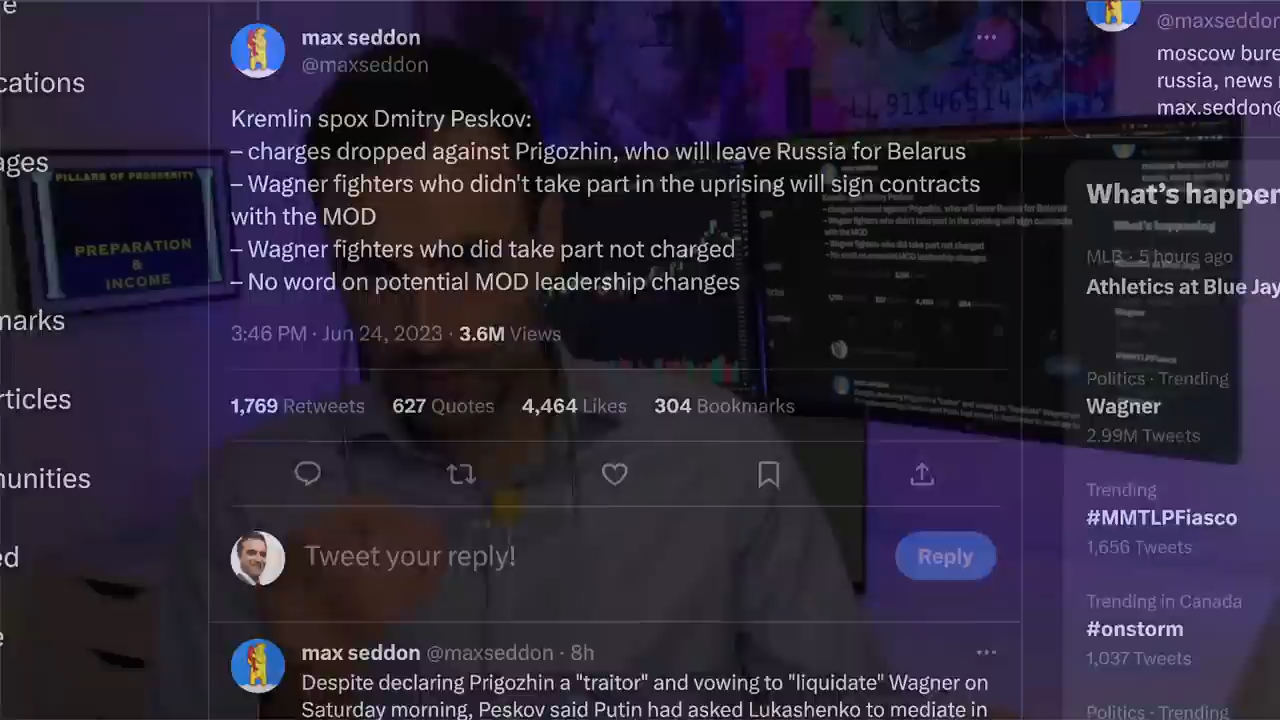 e
cations
ages
marks
rticles
nunities
ed
e
max seddon
@maxseddon
Kremlin spox Dmitry Peskov:
– charges dropped against Prigozhin, who will leave Russia for Belarus
– Wagner fighters who didn't take part in the uprising will sign contracts
with the MOD
– Wagner fighters who did take part not charged
– No word on potential MOD leadership changes
3:46 PM · Jun 24, 2023 · 3.6M Views
1,769 Retweets 627 Quotes 4,464 Likes 304 Bookmarks
Tweet your reply!
Reply
max seddon @maxseddon · 8h
Despite declaring Prigozhin a "traitor" and vowing to "liquidate" Wagner on
Saturday morning, Peskov said Putin had asked Lukashenko to mediate in
@maxseddon
moscow bure
russia, news
max.seddon@
What's happen
MLB · 5 hours ago
Athletics at Blue Jay
Politics · Trending
Wagner
2.99M Tweets
Trending
#MMTLPFiasco
1,656 Tweets
Trending in Canada
#onstorm
1,037 Tweets
Politics · Trending
PILLARS OF PROSPERITY
PREPARATION
&
INCOME
What's happening
Wagner
#MMTLPFiasco